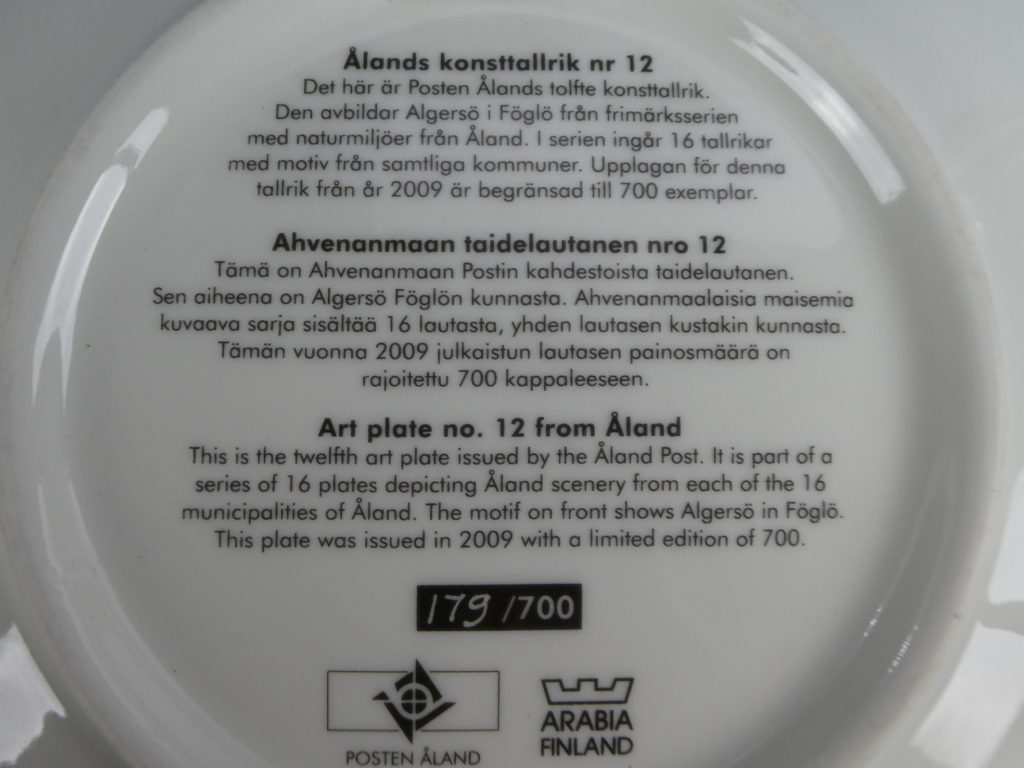 Ålands konsttallrik nr 12
Det här är Posten Ålands tolfte konsttallrik.
Den avbildar Algersö i Föglö från frimärksserien
med naturmiljöer från Åland. I serien ingår 16 tallrikar
med motiv från samtliga kommuner. Upplagan för denna
tallrik från år 2009 är begränsad till 700 exemplar.
Ahvenanmaan taidelautanen nro 12
Tämä on Ahvenanmaan Postin kahdestoista taidelautanen.
Sen aiheena on Algersö Föglön kunnasta. Ahvenanmaalaisia maisemia
kuvaava sarja sisältää 16 lautasta, yhden lautasen kustakin kunnasta.
Tämän vuonna 2009 julkaistun lautasen painosmäärä on
rajoitettu 700 kappaleeseen.
Art plate no. 12 from Åland
This is the twelfth art plate issued by the Åland Post. It is part of a
series of 16 plates depicting Åland scenery from each of the 16
municipalities of Åland. The motif on front shows Algersö in Föglö.
This plate was issued in 2009 with a limited edition of 700.
179/700
POSTEN ÅLAND
ARABIA
FINLAND